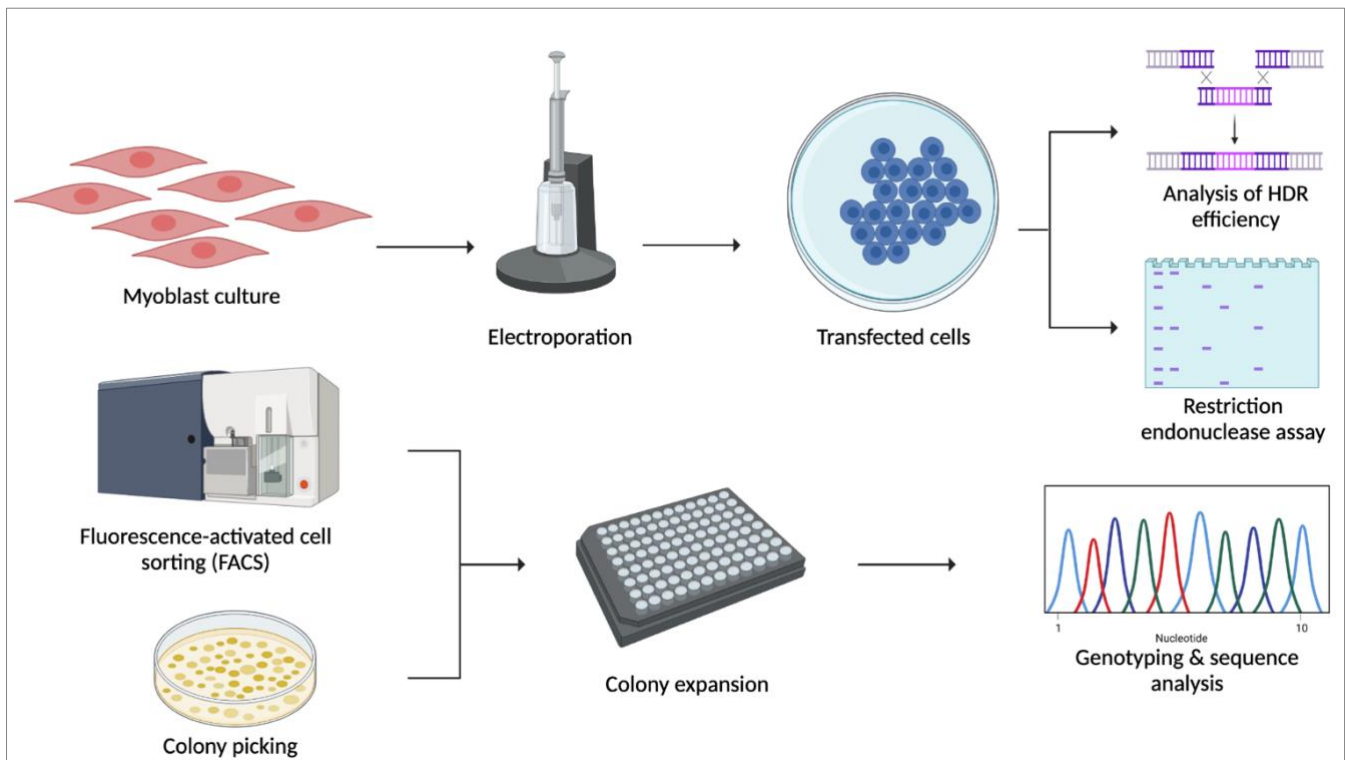 Myoblast culture
Electroporation
Transfected cells
Analysis of HDR
efficiency
Restriction
endonuclease assay
Fluorescence-activated cell
sorting (FACS)
Colony picking
Colony expansion
1
10
Nucleotide
Genotyping & sequence
analysis